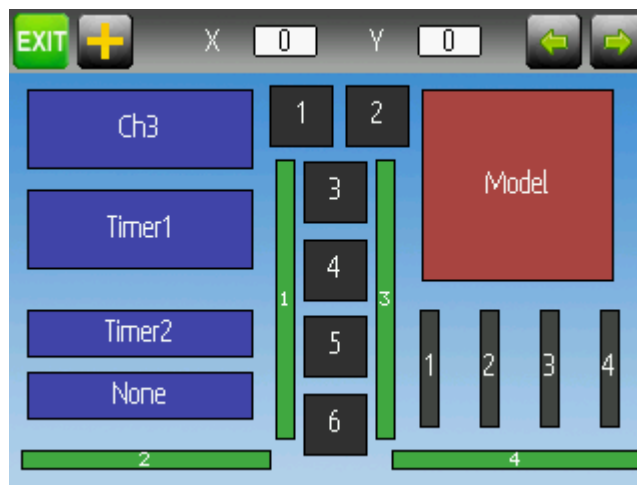 EXIT X 0 Y 0
Ch3
1 2
Model
3
Timer1
4
1 3
Timer2
5
1 2 3 4
None
6
2 4